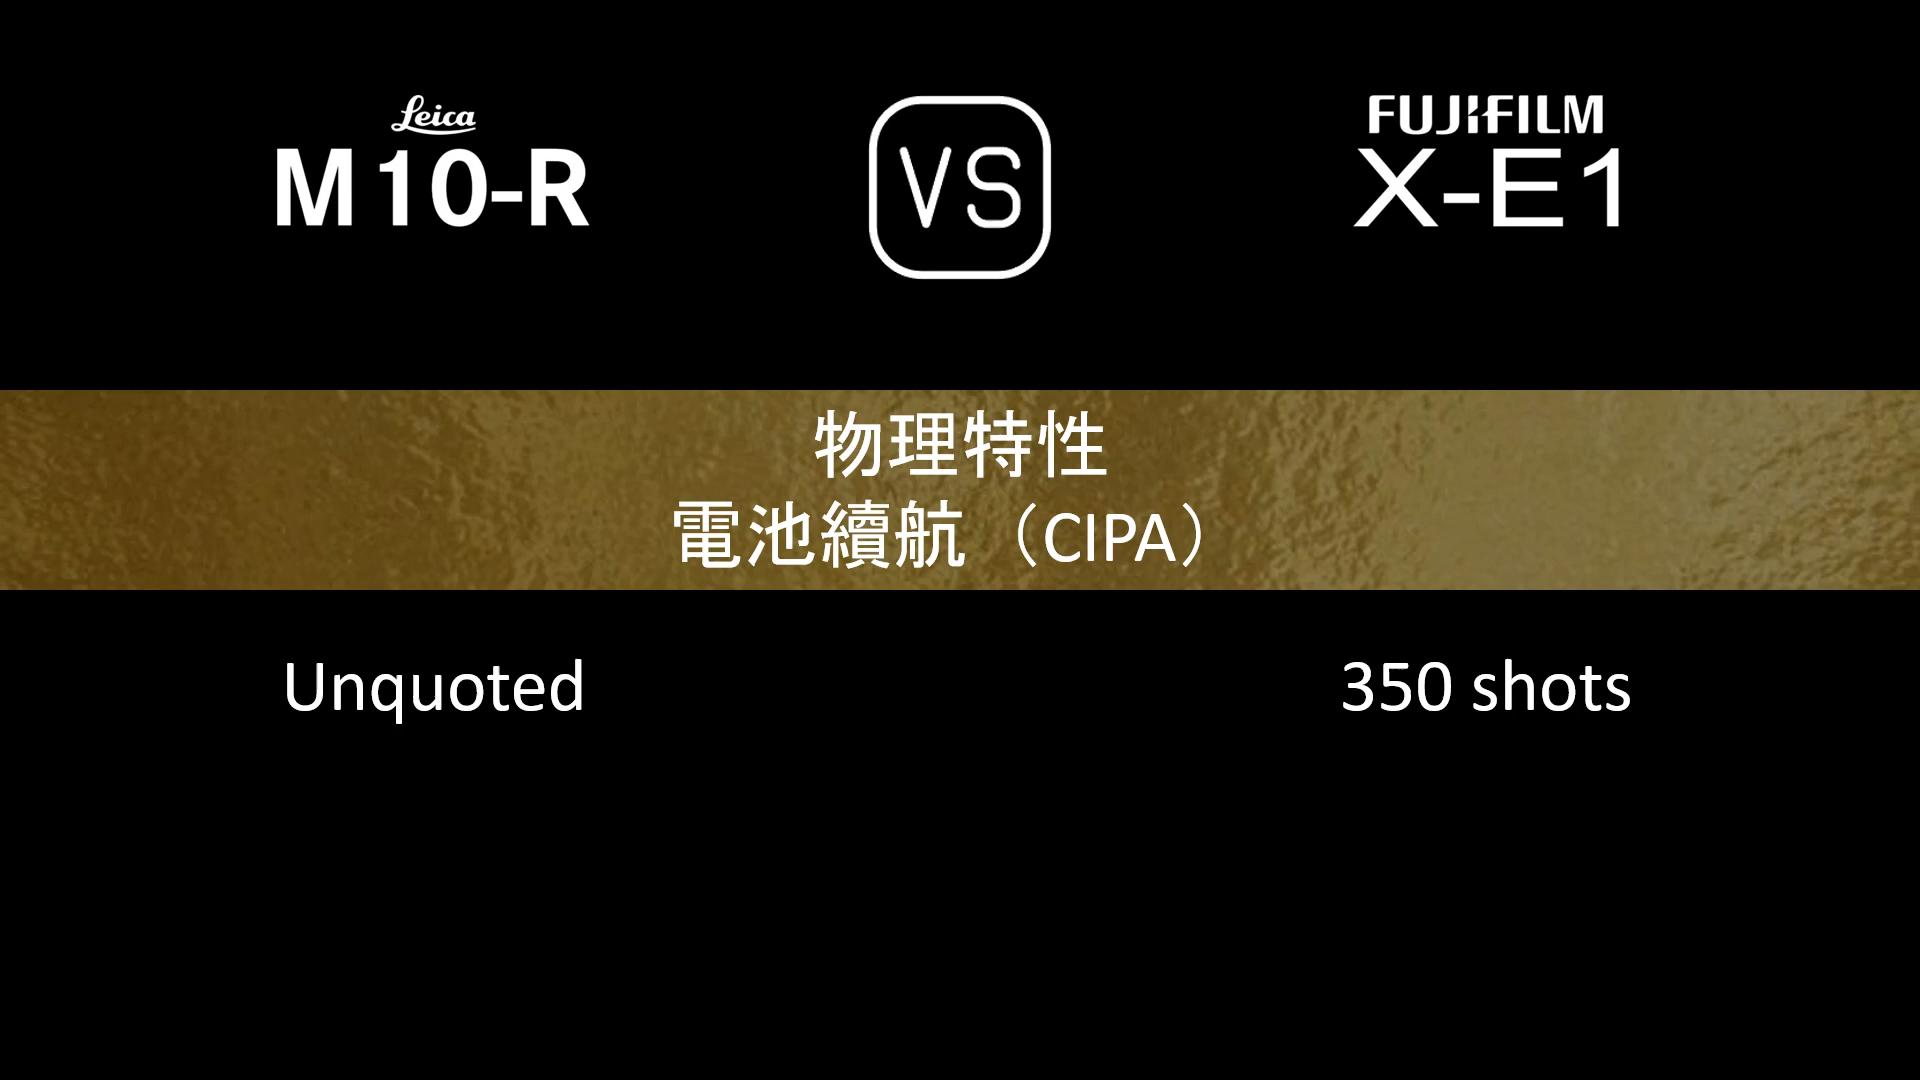 Leica
M10-R
VS
FUJIFILM
X-E1
物理特性
電池續航（CIPA）
Unquoted
350 shots